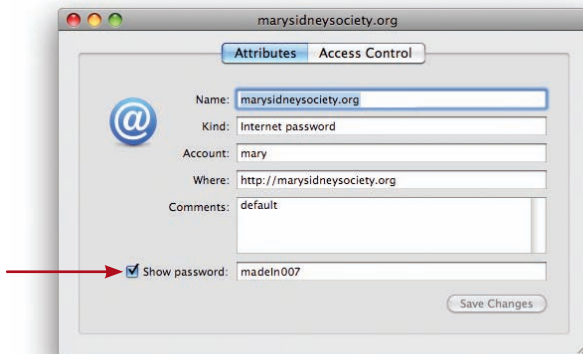 marysidneysociety.org
Attributes Access Control
@
Name: marysidneysociety.org
Kind: Internet password
Account: mary
Where: http://marysidneysociety.org
Comments: default
Show password: madeIn007
Save Changes